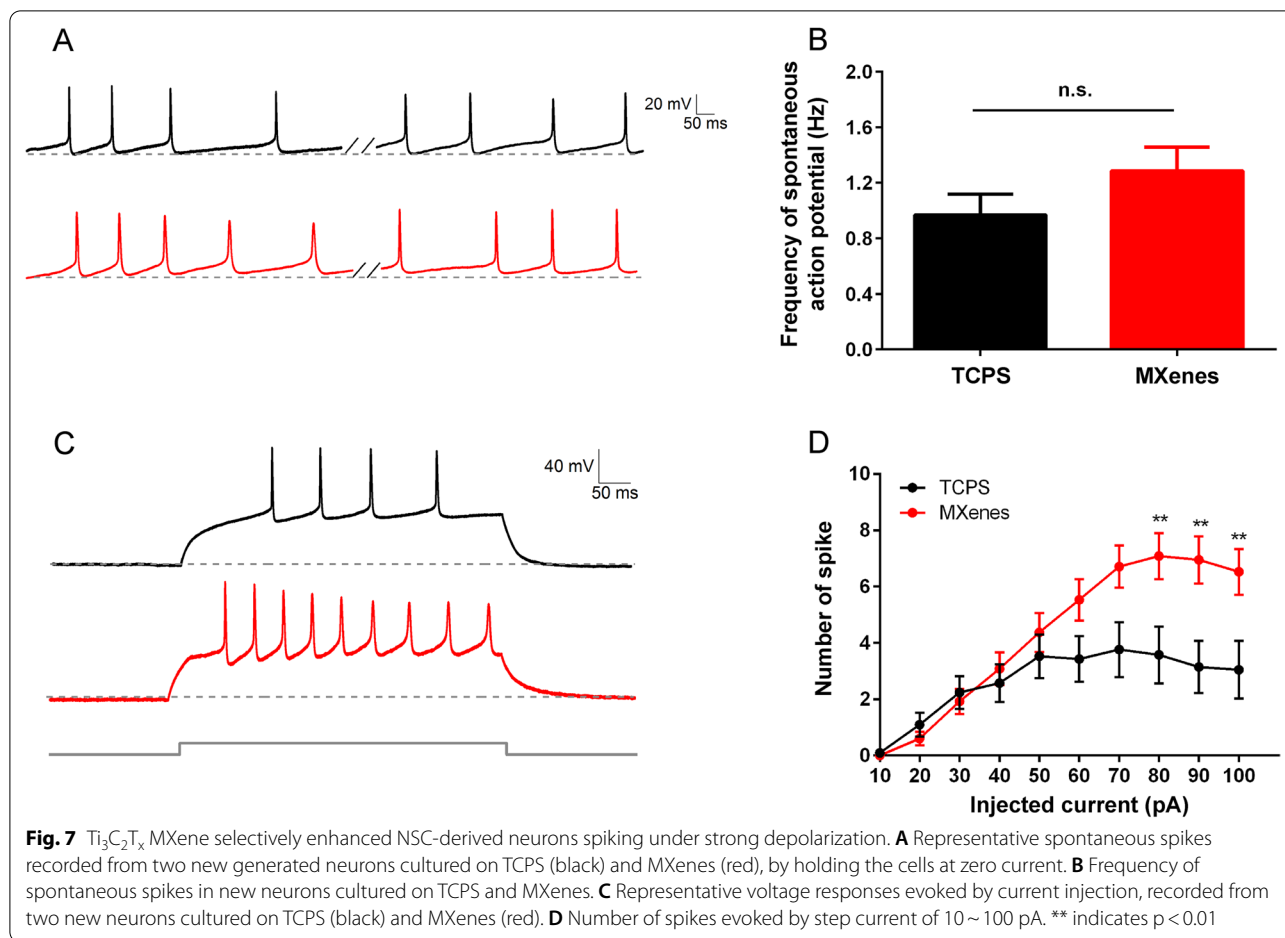 A
20 mV
50 ms
B
Frequency of spontaneous
action potential (Hz)
2.0
1.6
1.2
0.8
0.4
0.0
n.s.
TCPS
MXenes
C
40 mV
50 ms
D
Number of spike
10
8
6
4
2
0
TCPS
MXenes
**
**
**
10 20 30 40 50 60 70 80 90 100
Injected current (pA)
Fig. 7 Ti₃C₂Tₓ MXene selectively enhanced NSC-derived neurons spiking under strong depolarization. A Representative spontaneous spikes
recorded from two new generated neurons cultured on TCPS (black) and MXenes (red), by holding the cells at zero current. B Frequency of
spontaneous spikes in new neurons cultured on TCPS and MXenes. C Representative voltage responses evoked by current injection, recorded from
two new neurons cultured on TCPS (black) and MXenes (red). D Number of spikes evoked by step current of 10 ~ 100 pA. ** indicates p < 0.01